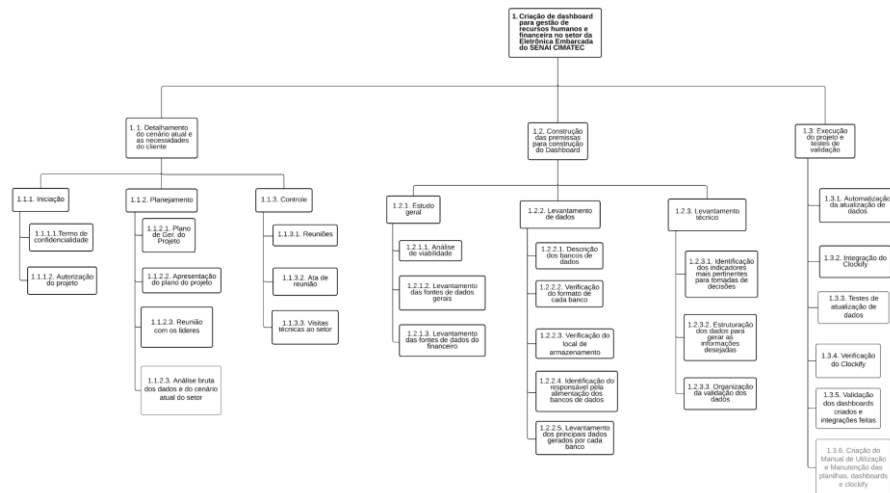 1. Criação de dashboard
para gestão de
recursos humanos e
financeira no setor da
Eletrônica Embarcada
do SENAI CIMATEC
1. 1. Detalhamento
do cenário atual e
as necessidades
do cliente
1.2. Construção
das premissas
para construção
do Dashboard
1.3. Execução
do projeto e
testes de
validação
1.1.1. Iniciação
1.1.1.1.Termo de
confidencialidade
1.1.1.2. Autorização
do projeto
1.1.2. Planejamento
1.1.2.1. Plano
de Ger. do
Projeto
1.1.2.2. Apresentação
do plano do projeto
1.1.2.3. Reunião
com os lideres
1.1.2.3. Análise bruta
dos dados e do cenário
atual do setor
1.1.3. Controle
1.1.3.1. Reuniões
1.1.3.2. Ata de
reunião
1.1.3.3. Visitas
técnicas ao setor
1.2.1. Estudo
geral
1.2.1.1. Análise
de viabilidade
1.2.1.2. Levantamento
das fontes de dados
gerais
1.2.1.3. Levantamento
das fontes de dados do
financeiro
1.2.2. Levantamento
de dados
1.2.2.1. Descrição
dos bancos de
dados
1.2.2.2. Verificação
do formato de
cada banco
1.2.2.3. Verificação
do local de
armazenamento
1.2.2.4. Identificação do
responsável pela
alimentação dos
bancos de dados
1.2.2.5. Levantamento
dos principais dados
gerados por cada
banco
1.2.3. Levantamento
técnico
1.2.3.1. Identificação
dos indicadores
mais pertinentes
para tomadas de
decisões
1.2.3.2. Estruturação
dos dados para
gerar as
informações
desejadas
1.2.3.3. Organização
da validação dos
dados
1.3.1. Automatização
da atualização de
dados
1.3.2. Integração do
Clockify
1.3.3. Testes de
atualização de
dados
1.3.4. Verificação
do Clockify
1.3.5. Validação
dos dashboards
criados e
integrações feitas
1.3.6. Criação do
Manual de Utilização
e Manutenção das
planilhas, dashboards
e clockify